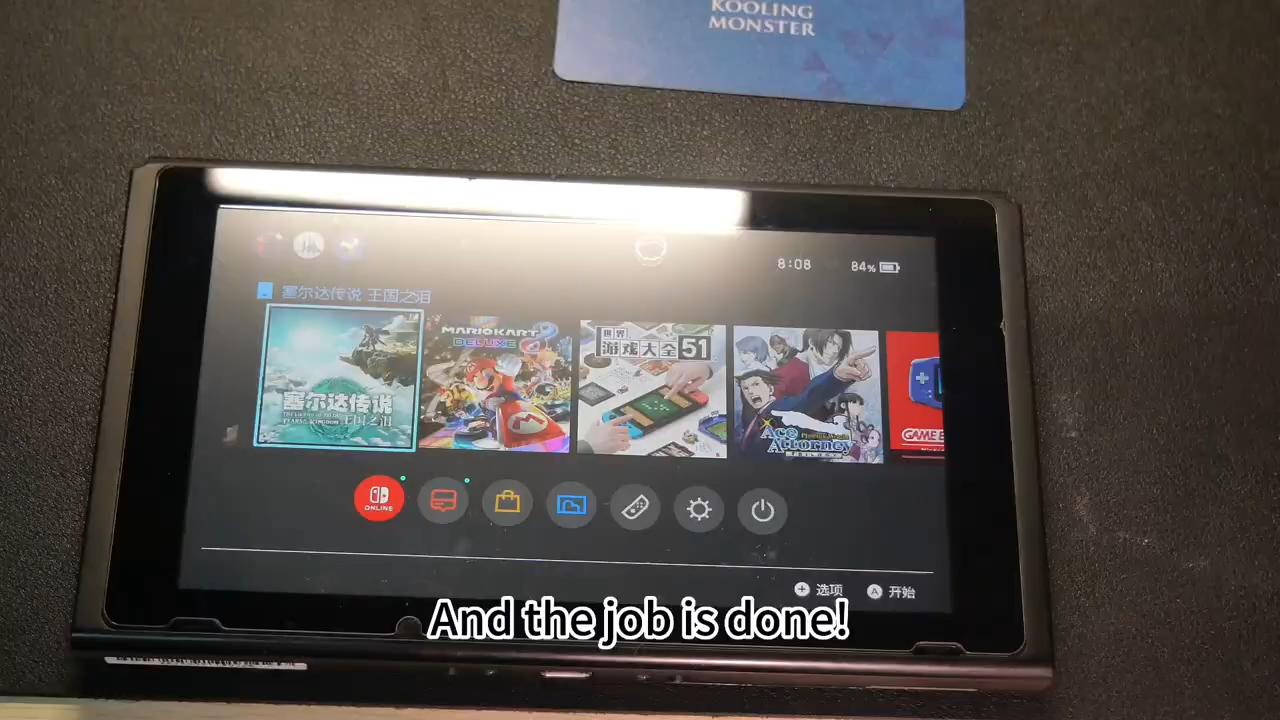 KOOLING
MONSTER
8:08
84%
塞尔达传说 王国之泪
塞尔达传说
王国之泪
MARIOKART 8
DELUXE
世界
游戏大全51
Ace
Attorney
TRILOGY
GAME B
ONLINE
选项
A 开始
And the job is done!